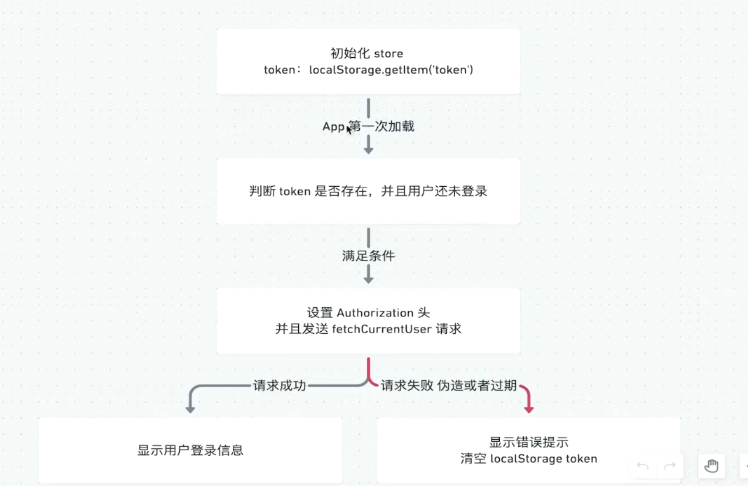 初始化 store
token：localStorage.getItem('token')
App 第一次加载
判断 token 是否存在，并且用户还未登录
满足条件
设置 Authorization 头
并且发送 fetchCurrentUser 请求
请求成功
请求失败 伪造或者过期
显示用户登录信息
显示错误提示
清空 localStorage token